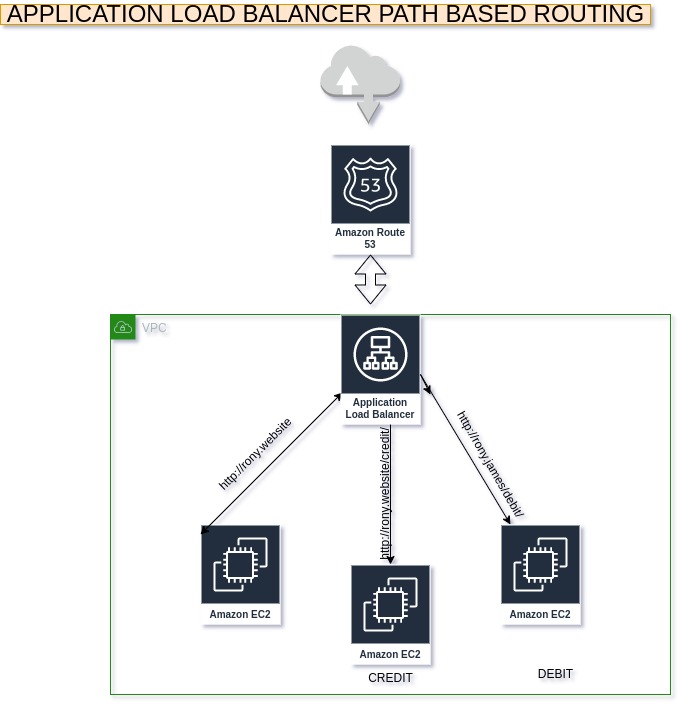 APPLICATION LOAD BALANCER PATH BASED ROUTING
53
Amazon Route
53
VPC
Application
Load Balancer
http://rony.website
http://rony.website/credit/
http://rony.james/debit/
Amazon EC2
Amazon EC2
Amazon EC2
CREDIT
DEBIT